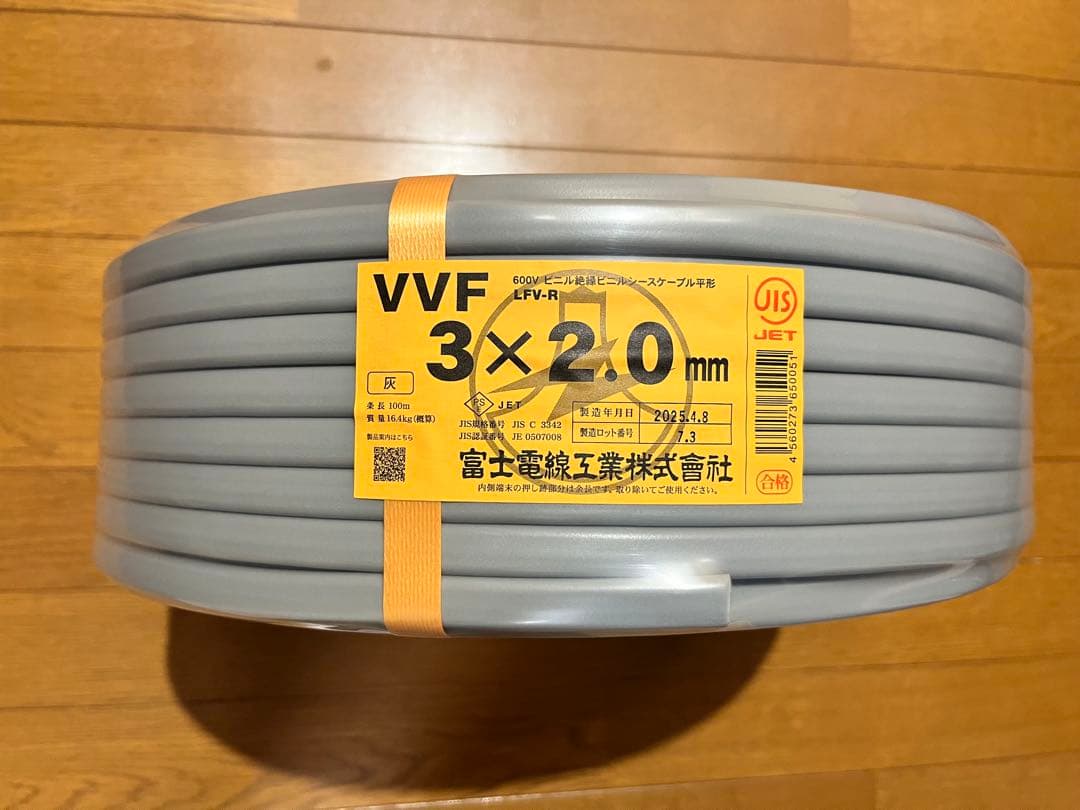 VVF 600V ビニル絶縁ビニルシースケーブル平形
LFV-R
3×2.0mm
灰
条長 100m
質量16.4kg(概算)
製品案内はこちら
PS
E
JET
JIS規格番号 JIS C 3342
JIS認証番号 JE 0507008
製造年月日 2025.4.8
製造ロット番号 7.3
富士電線工業株式會社
内側端末の押し跡部分は余長です。取り除いてご使用ください。
JIS
JET
4 560273 650051
合格